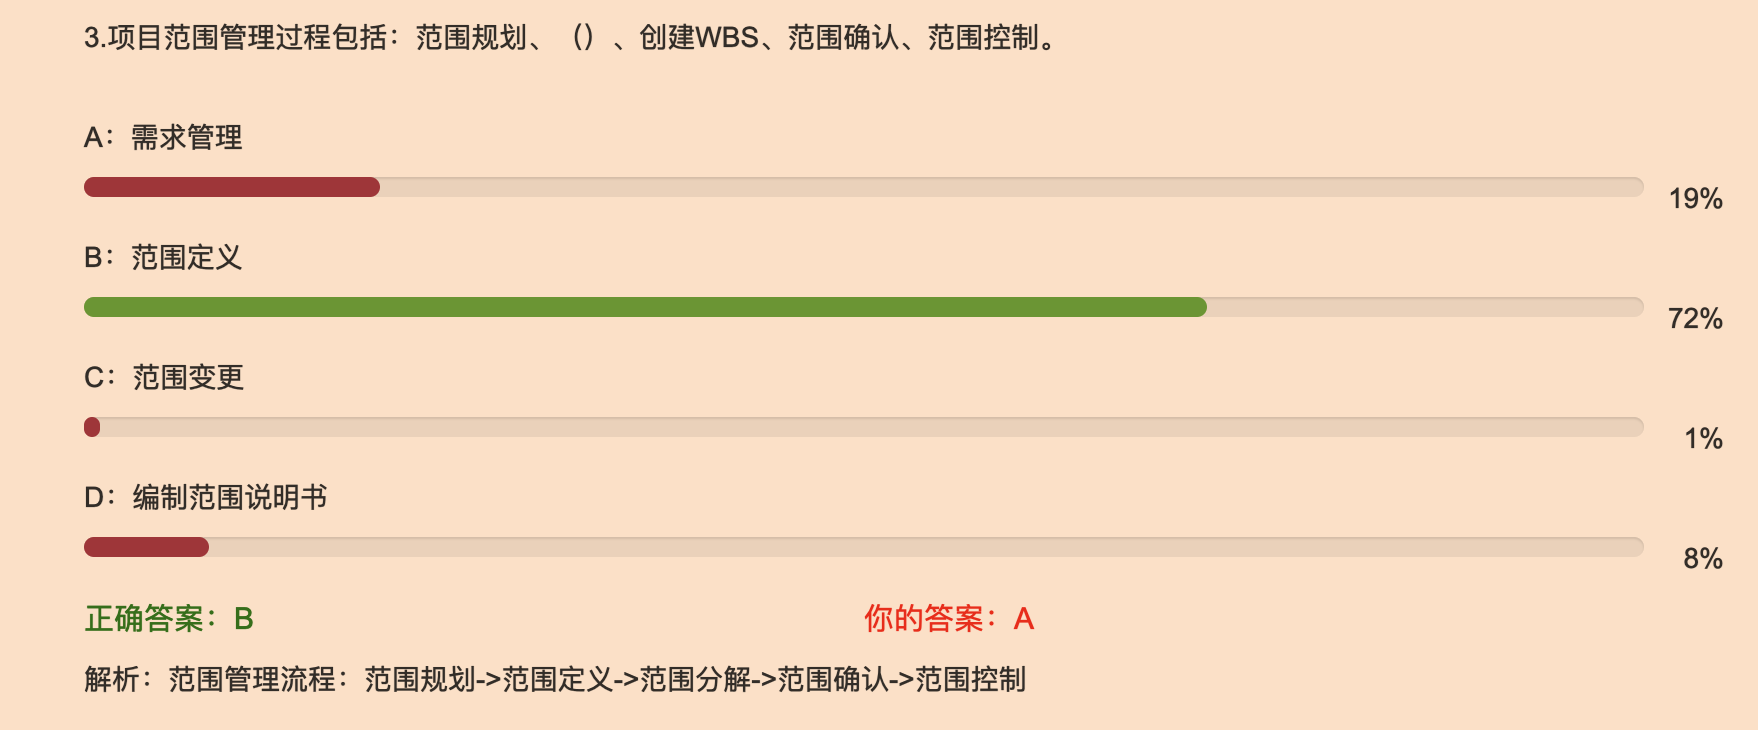 3.项目范围管理过程包括：范围规划、（）、创建WBS、范围确认、范围控制。
A：需求管理
19%
B：范围定义
72%
C：范围变更
1%
D：编制范围说明书
8%
正确答案：B 你的答案：A
解析：范围管理流程：范围规划->范围定义->范围分解->范围确认->范围控制